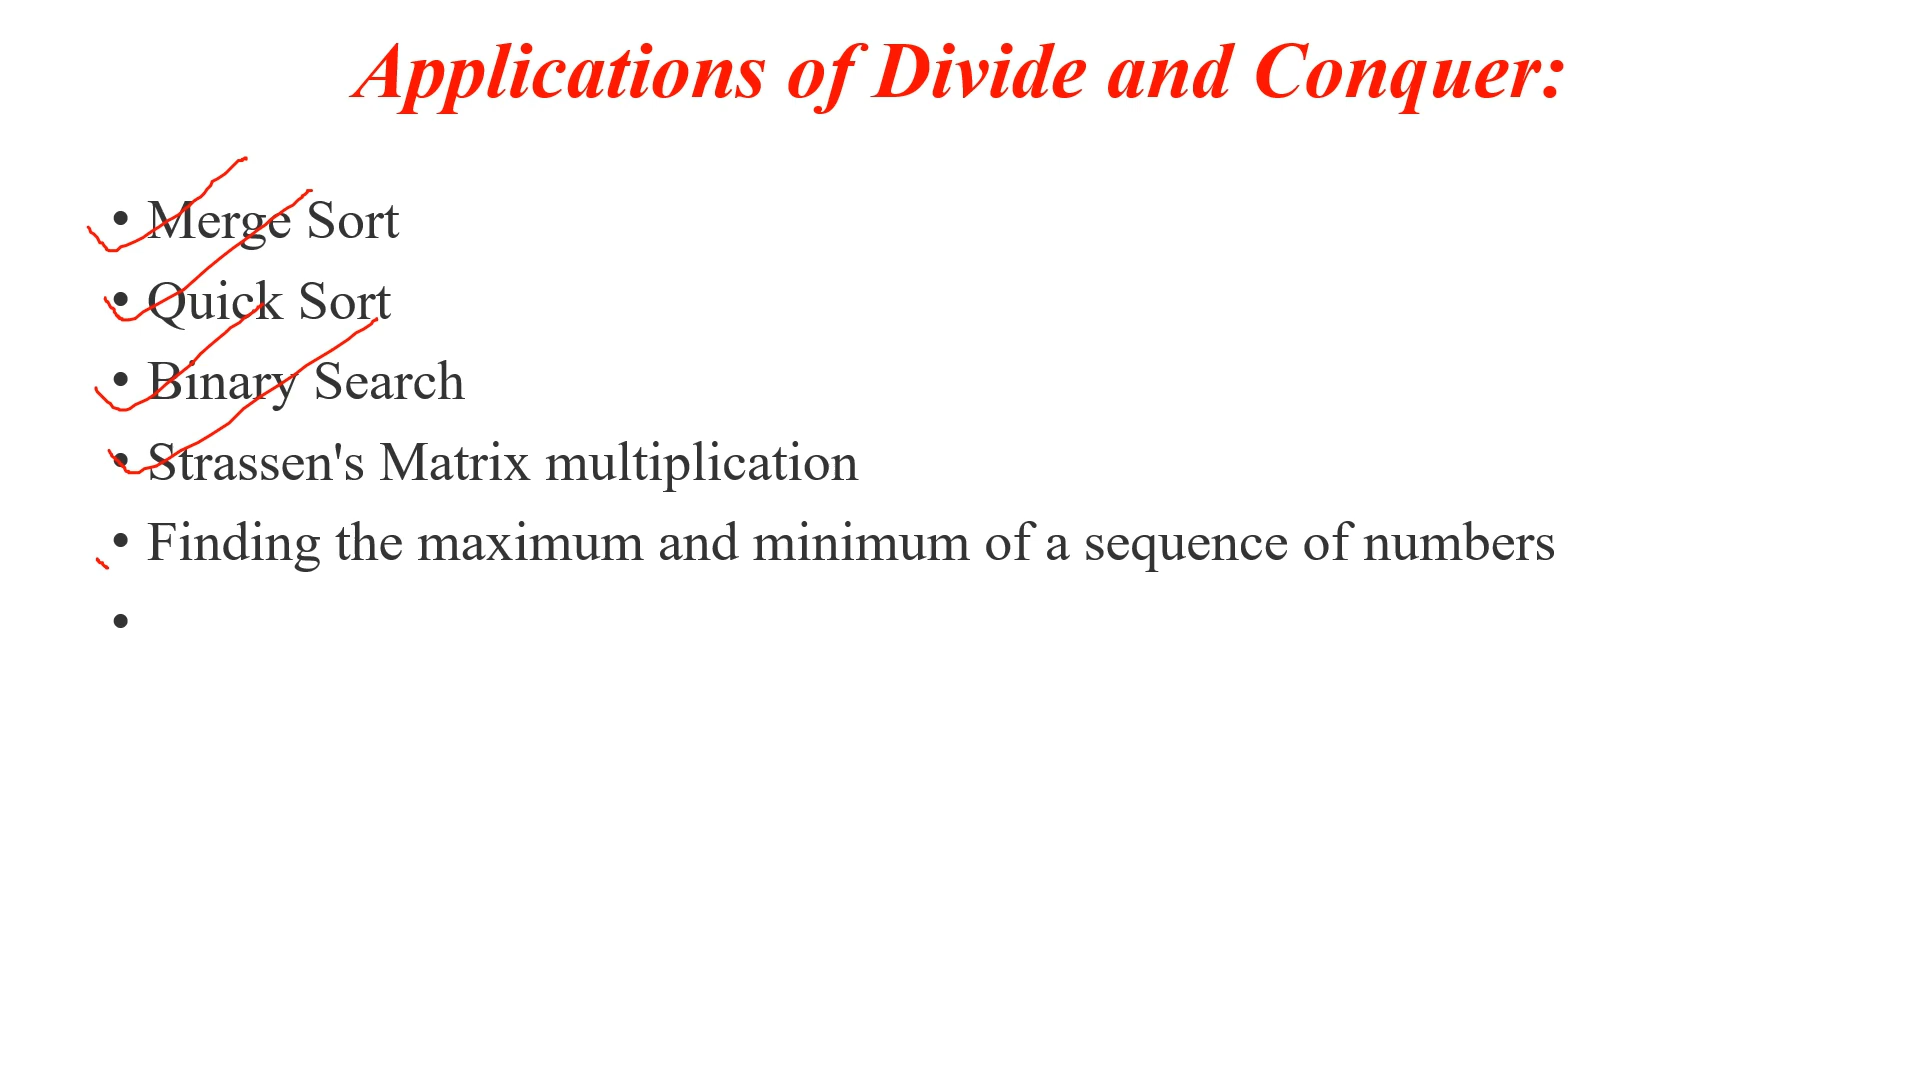 Applications of Divide and Conquer:
• Merge Sort
• Quick Sort
• Binary Search
• Strassen's Matrix multiplication
• Finding the maximum and minimum of a sequence of numbers
•